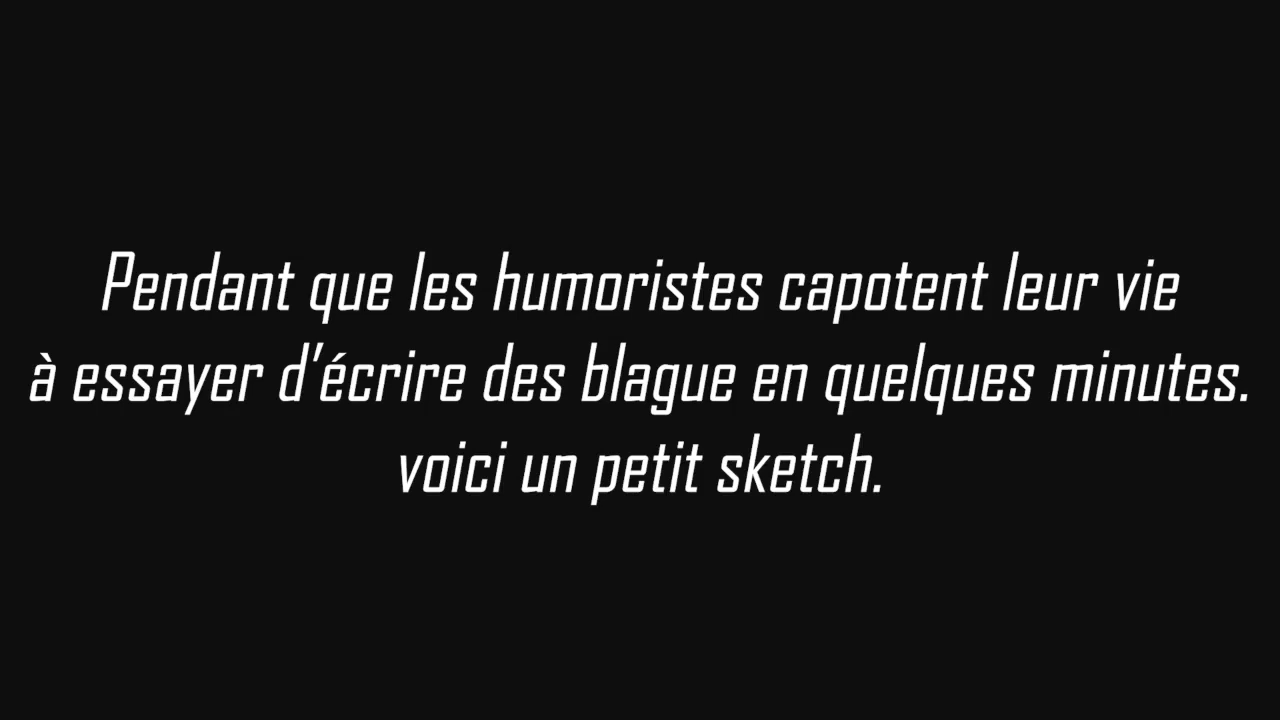 Pendant que les humoristes capotent leur vie
à essayer d'écrire des blague en quelques minutes.
voici un petit sketch.